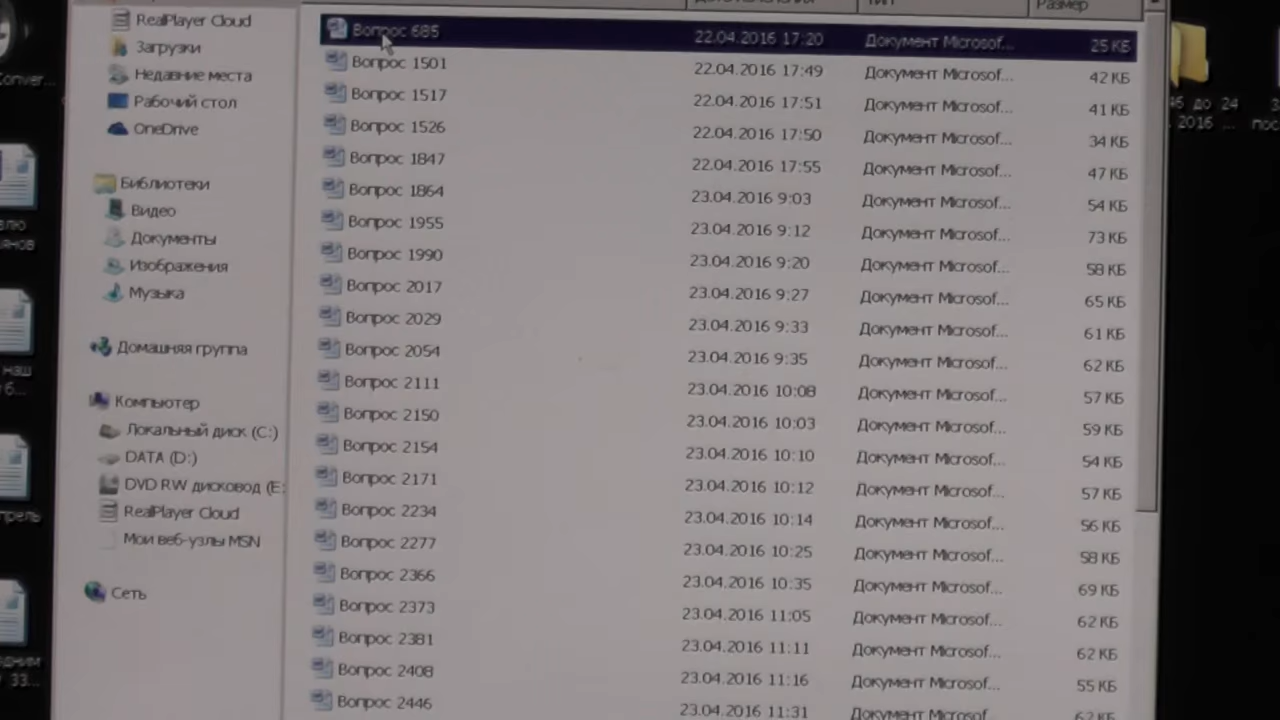 Тип
Размер
RealPlayer Cloud
Загрузки
Недавние места
Рабочий стол
OneDrive
Библиотеки
Видео
Документы
Изображения
Музыка
Домашняя группа
Компьютер
Локальный диск (C:)
DATA (D:)
DVD RW дисковод (E:
RealPlayer Cloud
Мои веб-узлы MSN
Сеть
Вопрос 685 22.04.2016 17:20 Документ Microsof... 25 КБ
Вопрос 1501 22.04.2016 17:49 Документ Microsof... 42 КБ
Вопрос 1517 22.04.2016 17:51 Документ Microsof... 41 КБ
Вопрос 1526 22.04.2016 17:50 Документ Microsof... 34 КБ
Вопрос 1847 22.04.2016 17:55 Документ Microsof... 47 КБ
Вопрос 1864 23.04.2016 9:03 Документ Microsof... 54 КБ
Вопрос 1955 23.04.2016 9:12 Документ Microsof... 73 КБ
Вопрос 1990 23.04.2016 9:20 Документ Microsof... 58 КБ
Вопрос 2017 23.04.2016 9:27 Документ Microsof... 65 КБ
Вопрос 2029 23.04.2016 9:33 Документ Microsof... 61 КБ
Вопрос 2054 23.04.2016 9:35 Документ Microsof... 62 КБ
Вопрос 2111 23.04.2016 10:08 Документ Microsof... 57 КБ
Вопрос 2150 23.04.2016 10:03 Документ Microsof... 59 КБ
Вопрос 2154 23.04.2016 10:10 Документ Microsof... 54 КБ
Вопрос 2171 23.04.2016 10:12 Документ Microsof... 57 КБ
Вопрос 2234 23.04.2016 10:14 Документ Microsof... 56 КБ
Вопрос 2277 23.04.2016 10:25 Документ Microsof... 58 КБ
Вопрос 2366 23.04.2016 10:35 Документ Microsof... 69 КБ
Вопрос 2373 23.04.2016 11:05 Документ Microsof... 62 КБ
Вопрос 2381 23.04.2016 11:11 Документ Microsof... 62 КБ
Вопрос 2408 23.04.2016 11:16 Документ Microsof... 55 КБ
Вопрос 2446 23.04.2016 11:31 Документ Microsof... 62 КБ
до 24
2016 ...